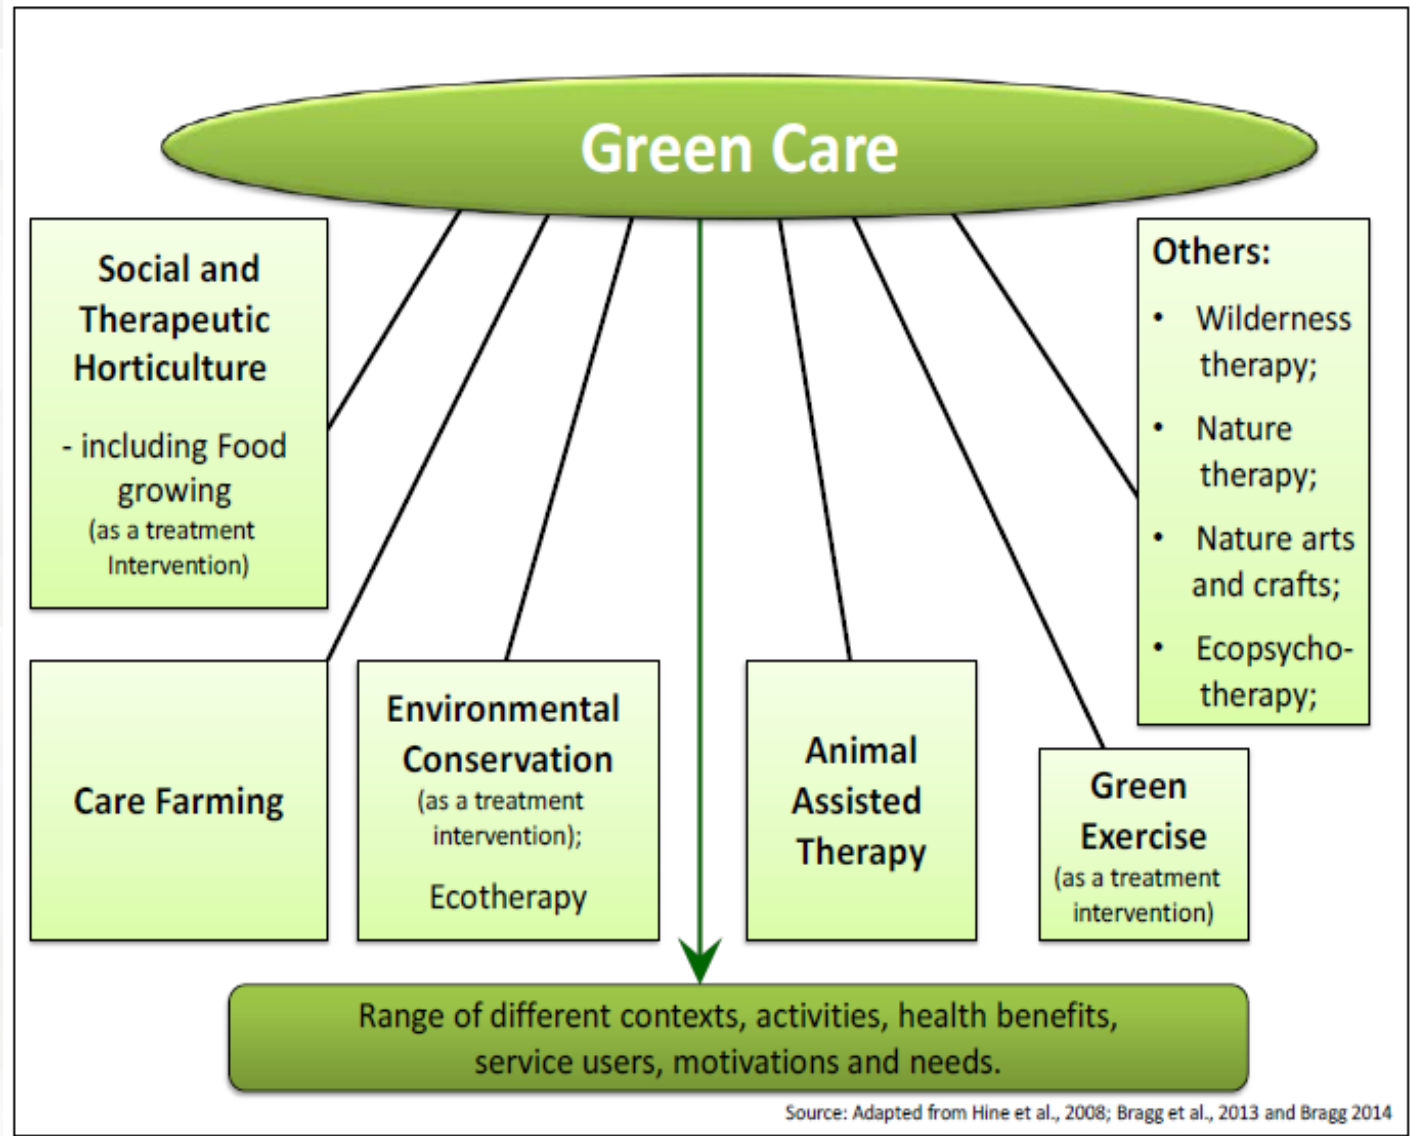 Green Care
Social and
Therapeutic
Horticulture
- including Food
growing
(as a treatment
Intervention)
Care Farming
Environmental
Conservation
(as a treatment
intervention);
Ecotherapy
Animal
Assisted
Therapy
Green
Exercise
(as a treatment
intervention)
Others:
• Wilderness
therapy;
• Nature
therapy;
• Nature arts
and crafts;
• Ecopsycho-
therapy;
Range of different contexts, activities, health benefits,
service users, motivations and needs.
Source: Adapted from Hine et al., 2008; Bragg et al., 2013 and Bragg 2014